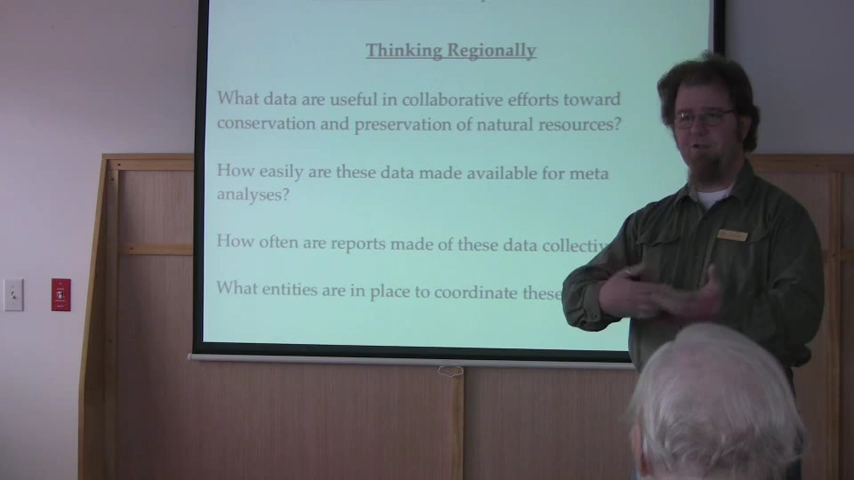 Thinking Regionally
What data are useful in collaborative efforts toward
conservation and preservation of natural resources?
How easily are these data made available for meta
analyses?
How often are reports made of these data
What entities are in place to coordinate these